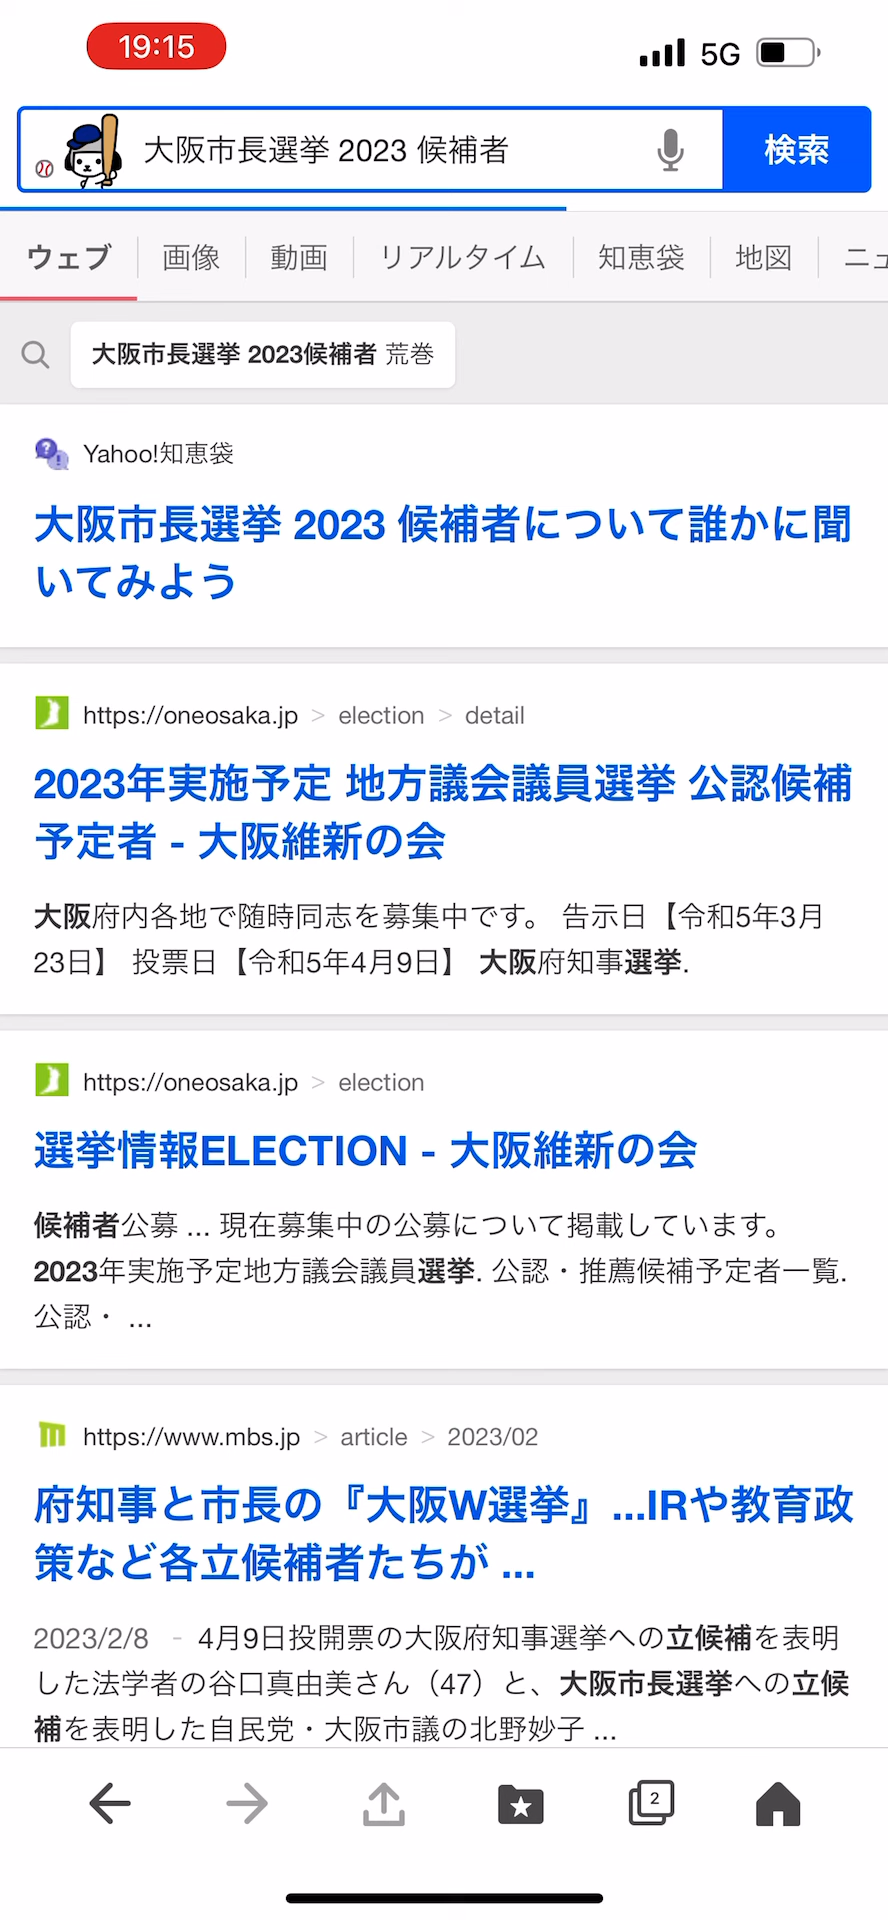 19:15 5G
大阪市長選挙 2023 候補者 検索
ウェブ 画像 動画 リアルタイム 知恵袋 地図 ニュ
大阪市長選挙 2023候補者 荒巻
Yahoo!知恵袋
大阪市長選挙 2023 候補者について誰かに聞
いてみよう
https://oneosaka.jp > election > detail
2023年実施予定 地方議会議員選挙 公認候補
予定者 - 大阪維新の会
大阪府内各地で随時同志を募集中です。 告示日【令和5年3月
23日】 投票日【令和5年4月9日】 大阪府知事選挙.
https://oneosaka.jp > election
選挙情報ELECTION - 大阪維新の会
候補者公募 ... 現在募集中の公募について掲載しています。
2023年実施予定地方議会議員選挙. 公認・推薦候補予定者一覧.
公認・ ...
https://www.mbs.jp > article > 2023/02
府知事と市長の『大阪W選挙』...IRや教育政
策など各立候補者たちが ...
2023/2/8 - 4月9日投開票の大阪府知事選挙への立候補を表明
した法学者の谷口真由美さん（47）と、大阪市長選挙への立候
補を表明した自民党・大阪市議の北野妙子 ...
2